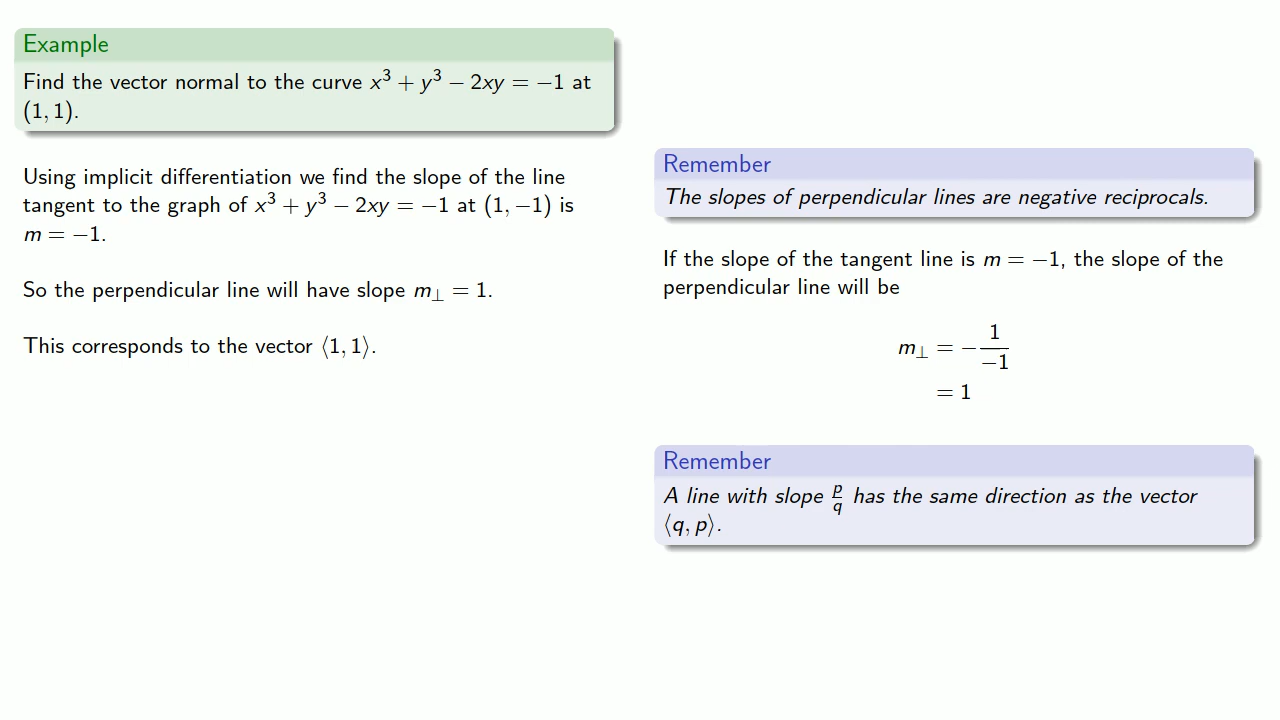 Example
Find the vector normal to the curve x³ + y³ − 2xy = −1 at
(1, 1).
Using implicit differentiation we find the slope of the line
tangent to the graph of x³ + y³ − 2xy = −1 at (1, −1) is
m = −1.
So the perpendicular line will have slope m⊥ = 1.
This corresponds to the vector ⟨1, 1⟩.
Remember
The slopes of perpendicular lines are negative reciprocals.
If the slope of the tangent line is m = −1, the slope of the
perpendicular line will be
m⊥ = −1/−1
= 1
Remember
A line with slope p/q has the same direction as the vector
⟨q, p⟩.